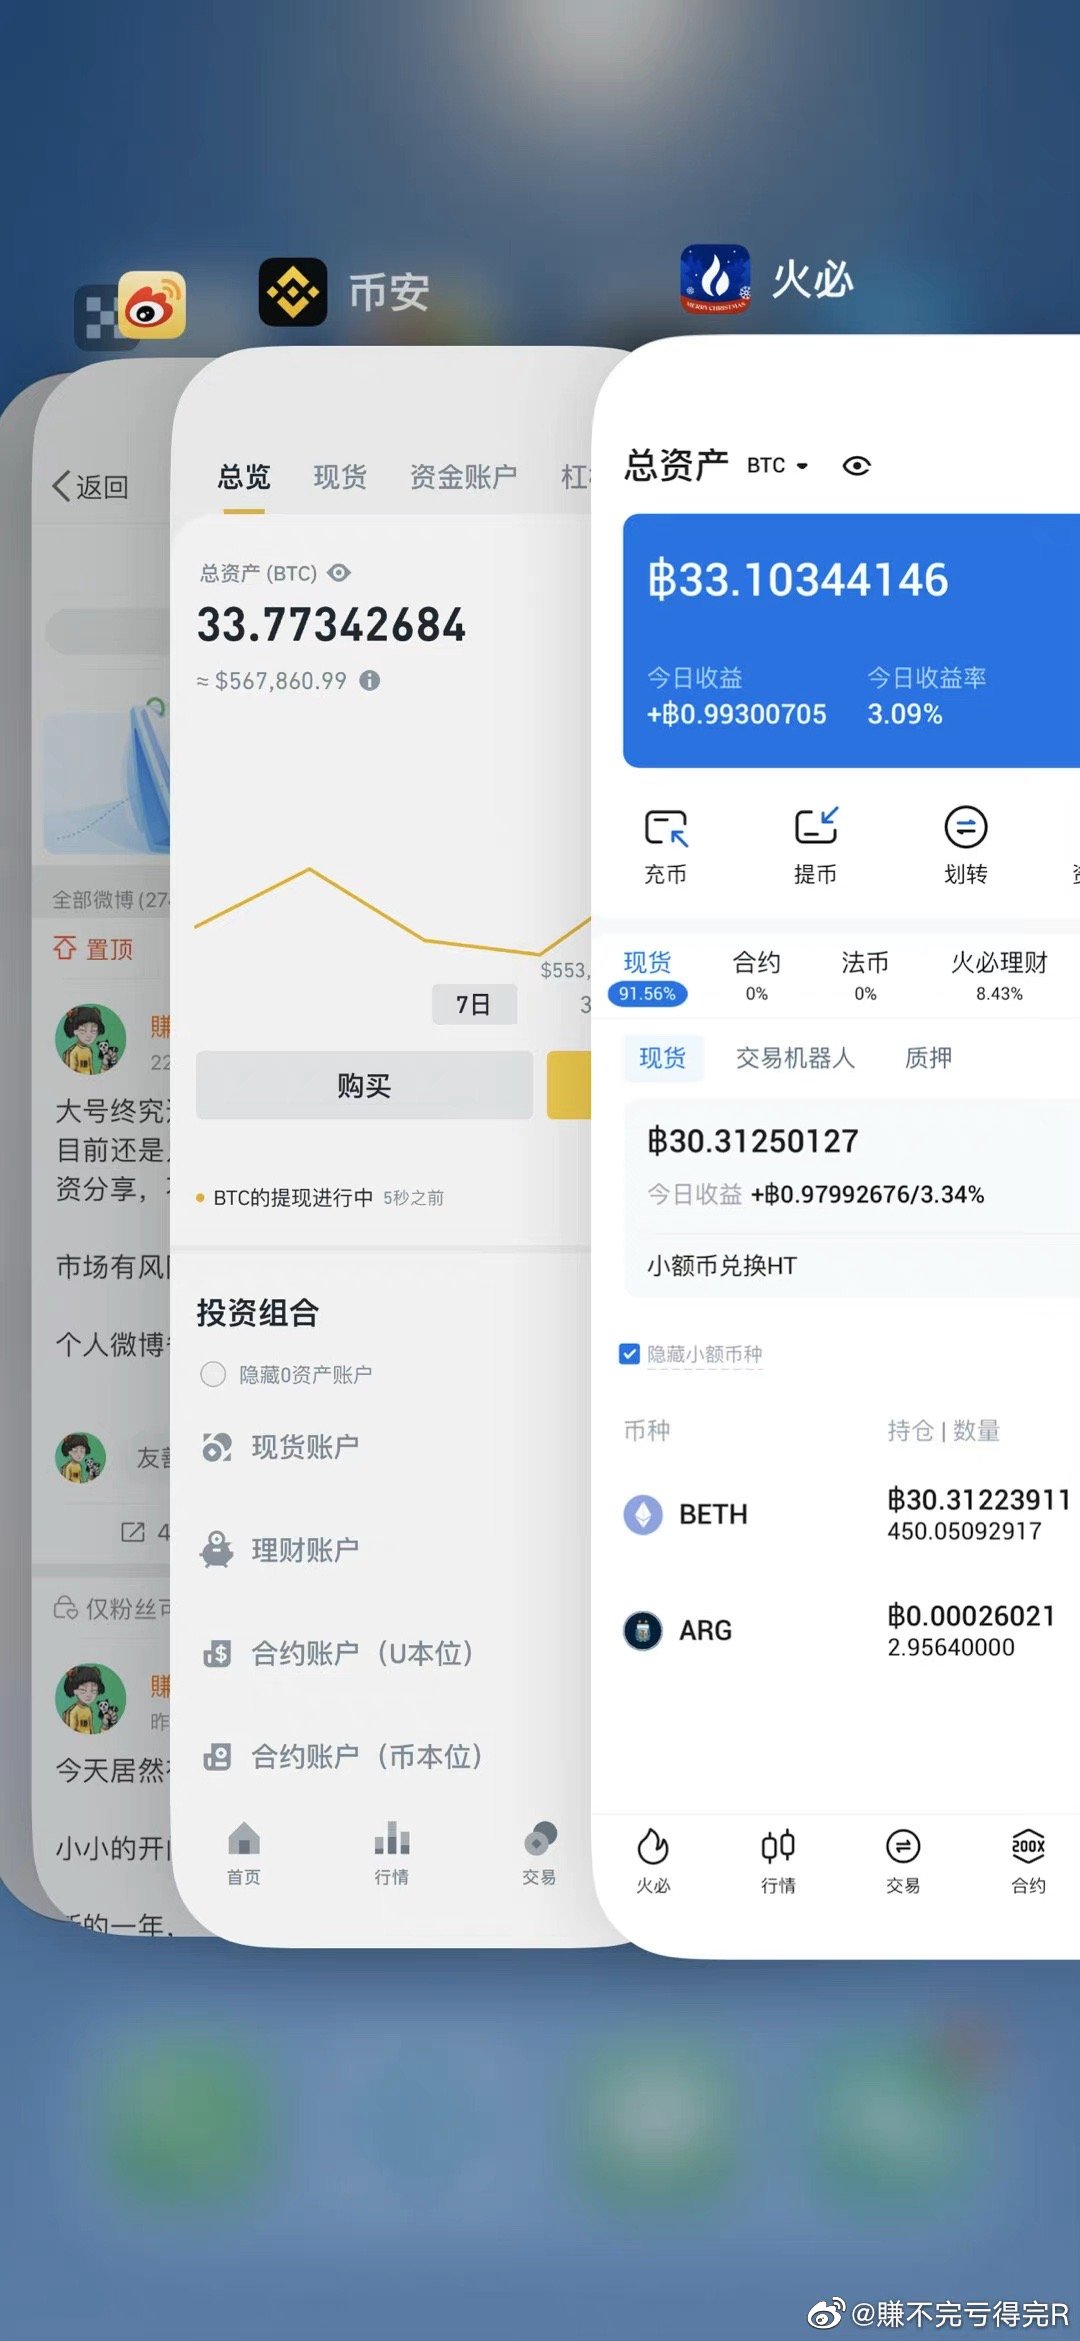 币安
火必
MERRY CHRISTMAS
返回
全部微博(27
置顶
賺
22
大号终究
目前还是
资分享，
市场有风
个人微博
友善
4
仅粉丝可
賺
昨
今天居然
小小的开
的一年，
总览 现货 资金账户 杠
总资产 (BTC)
33.77342684
≈ $567,860.99
$553,
7日
3
购买
BTC的提现进行中 5秒之前
投资组合
隐藏0资产账户
现货账户
理财账户
合约账户（U本位）
合约账户（币本位）
首页 行情 交易
总资产 BTC
฿33.10344146
今日收益 今日收益率
+฿0.99300705 3.09%
充币 提币 划转
现货 合约 法币 火必理财
91.56% 0% 0% 8.43%
现货 交易机器人 质押
฿30.31250127
今日收益 +฿0.97992676/3.34%
小额币兑换HT
隐藏小额币种
币种 持仓 | 数量
BETH ฿30.31223911
450.05092917
ARG ฿0.00026021
2.95640000
200X
火必 行情 交易 合约
@賺不完亏得完R